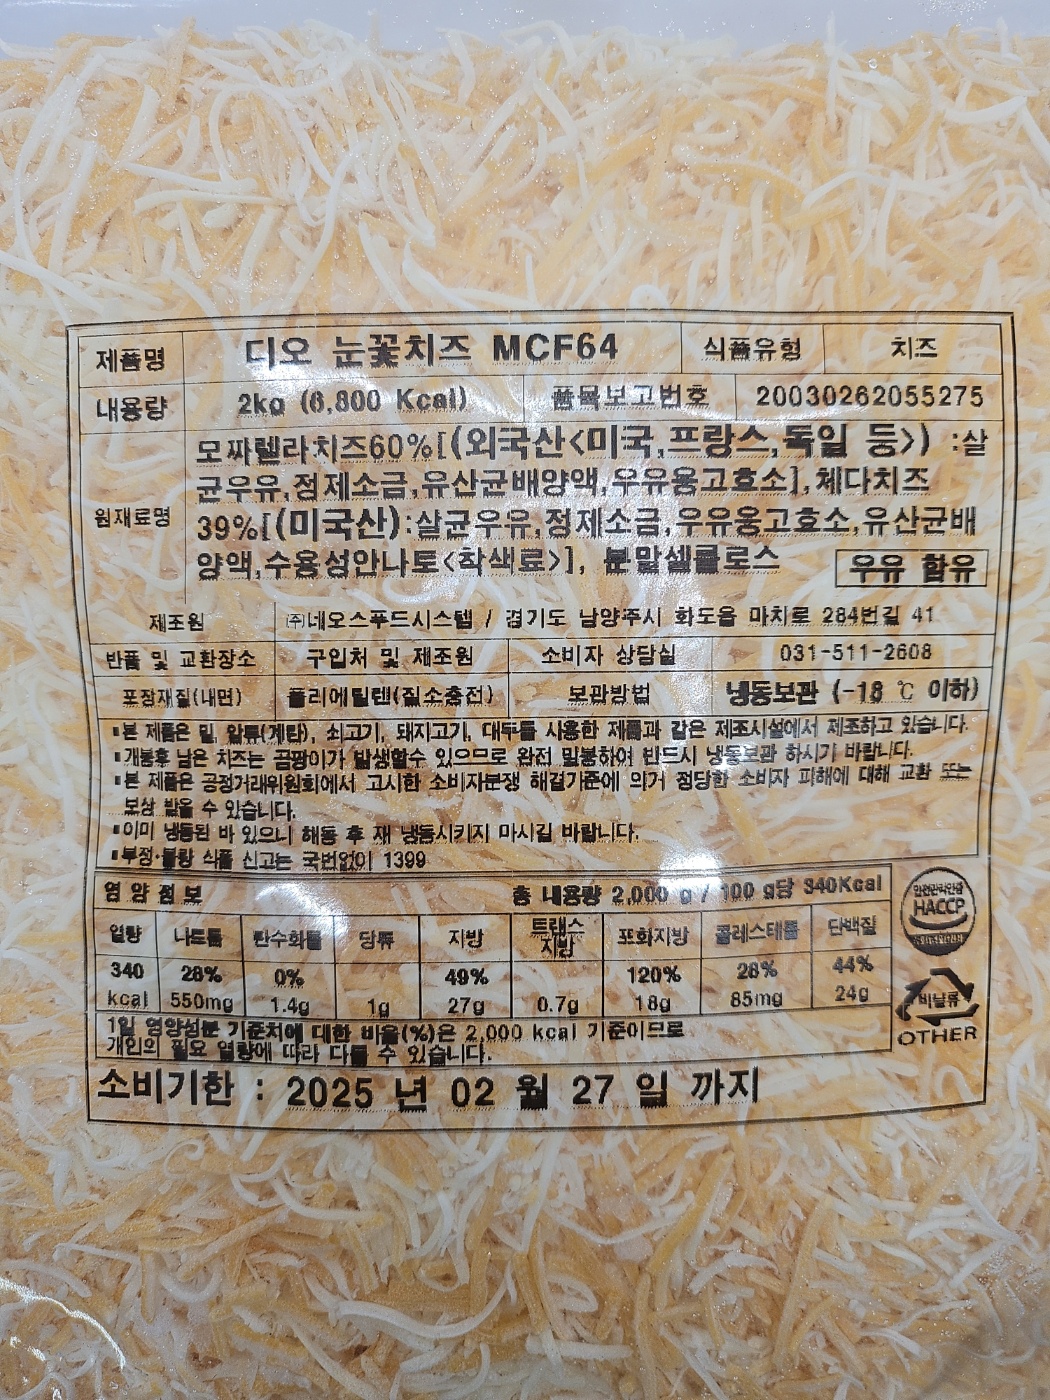 제품명 디오 눈꽃치즈 MCF64 식품유형 치즈
내용량 2kg (6,800 Kcal) 품목보고번호 20030262055275
원재료명
모짜렐라치즈60%[(외국산<미국,프랑스,독일 등>) :살
균우유,정제소금,유산균배양액,우유응고효소],체다치즈
39%[(미국산):살균우유,정제소금,우유응고효소,유산균배
양액,수용성안나토<착색료>], 분말셀룰로스
우유 함유
제조원 ㈜네오스푸드시스템 / 경기도 남양주시 화도읍 마치로 284번길 41
반품 및 교환장소 구입처 및 제조원 소비자 상담실 031-511-2608
포장재질(내면) 폴리에틸렌(질소충전) 보관방법 냉동보관 (-18 ℃ 이하)
▪본 제품은 밀, 알류(계란), 쇠고기, 돼지고기, 대두를 사용한 제품과 같은 제조시설에서 제조하고 있습니다.
▪개봉후 남은 치즈는 곰팡이가 발생할수 있으므로 완전 밀봉하여 반드시 냉동보관 하시기 바랍니다.
▪본 제품은 공정거래위원회에서 고시한 소비자분쟁 해결기준에 의거 정당한 소비자 피해에 대해 교환 또는
보상 받을 수 있습니다.
▪이미 냉동된 바 있으니 해동 후 재 냉동시키지 마시길 바랍니다.
▪부정·불량 식품 신고는 국번없이 1399
영양정보 총 내용량 2,000 g / 100 g당 340Kcal
열량 나트륨 탄수화물 당류 지방 트랜스지방 포화지방 콜레스테롤 단백질
340 28% 0% 49% 120% 28% 44%
kcal 550mg 1.4g 1g 27g 0.7g 18g 85mg 24g
1일 영양성분 기준치에 대한 비율(%)은 2,000 kcal 기준이므로
개인의 필요 열량에 따라 다를 수 있습니다.
안전관리인증
HACCP
비닐류
OTHER
소비기한 : 2025 년 02 월 27 일 까지